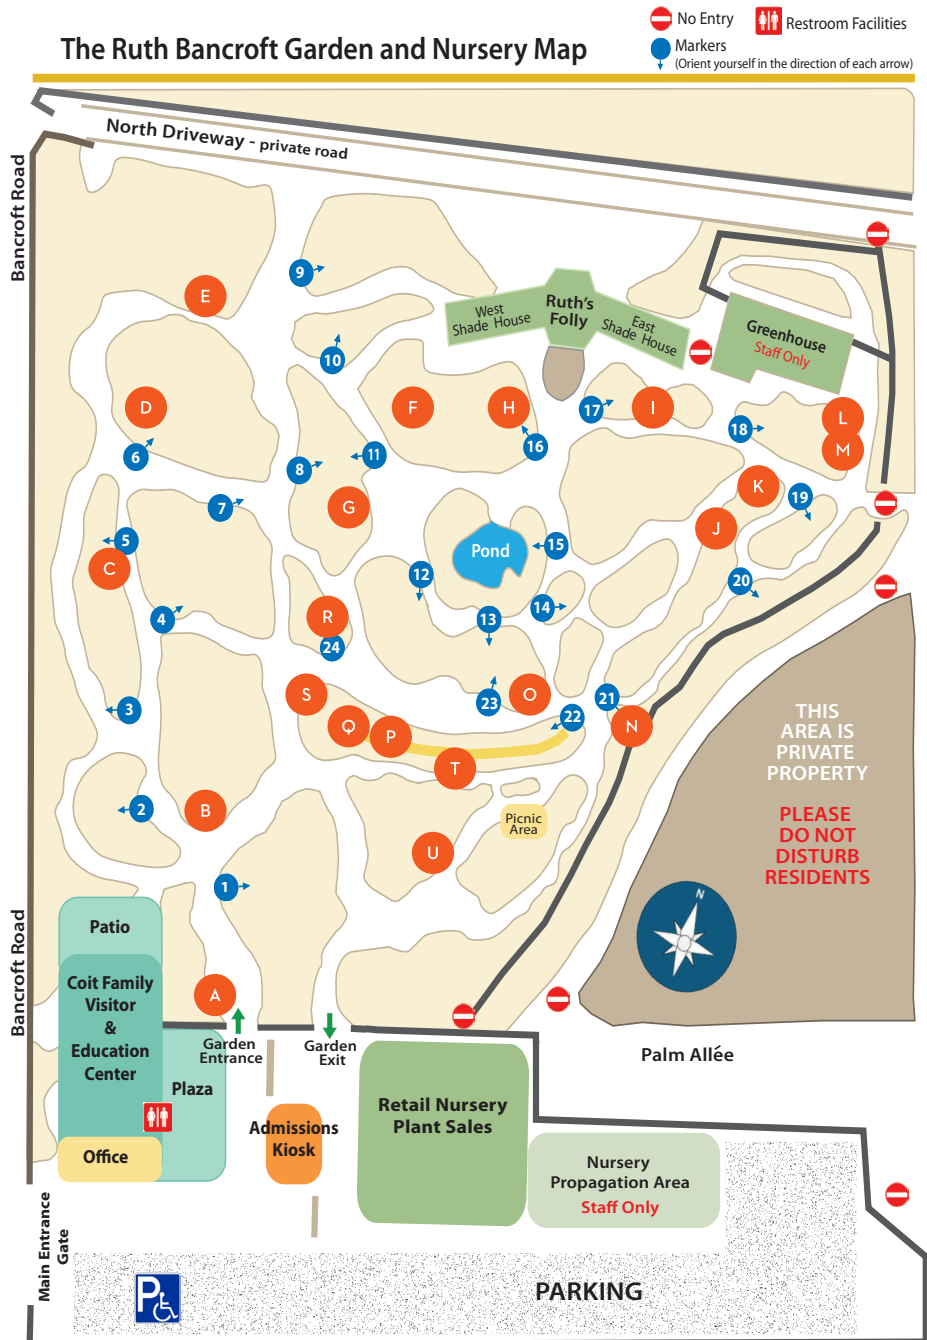 No Entry
Restroom Facilities
The Ruth Bancroft Garden and Nursery Map
Markers
(Orient yourself in the direction of each arrow)
North Driveway - private road
Bancroft Road
9
E
10
West
Shade House
Ruth's
Folly
East
Shade House
Greenhouse
Staff Only
D
F
H
17
I
18
L
M
6
8
11
16
7
G
K
19
J
5
C
12
Pond
15
20
4
R
24
13
14
3
S
Q
P
23
O
22
21
N
T
THIS
AREA IS
PRIVATE
PROPERTY
PLEASE
DO NOT
DISTURB
RESIDENTS
2
B
Picnic
Area
U
1
N
Bancroft Road
Patio
Coit Family
Visitor
&
Education
Center
A
Garden
Entrance
Garden
Exit
Palm Allée
Plaza
Office
Admissions
Kiosk
Retail Nursery
Plant Sales
Nursery
Propagation Area
Staff Only
Main Entrance
Gate
P
PARKING